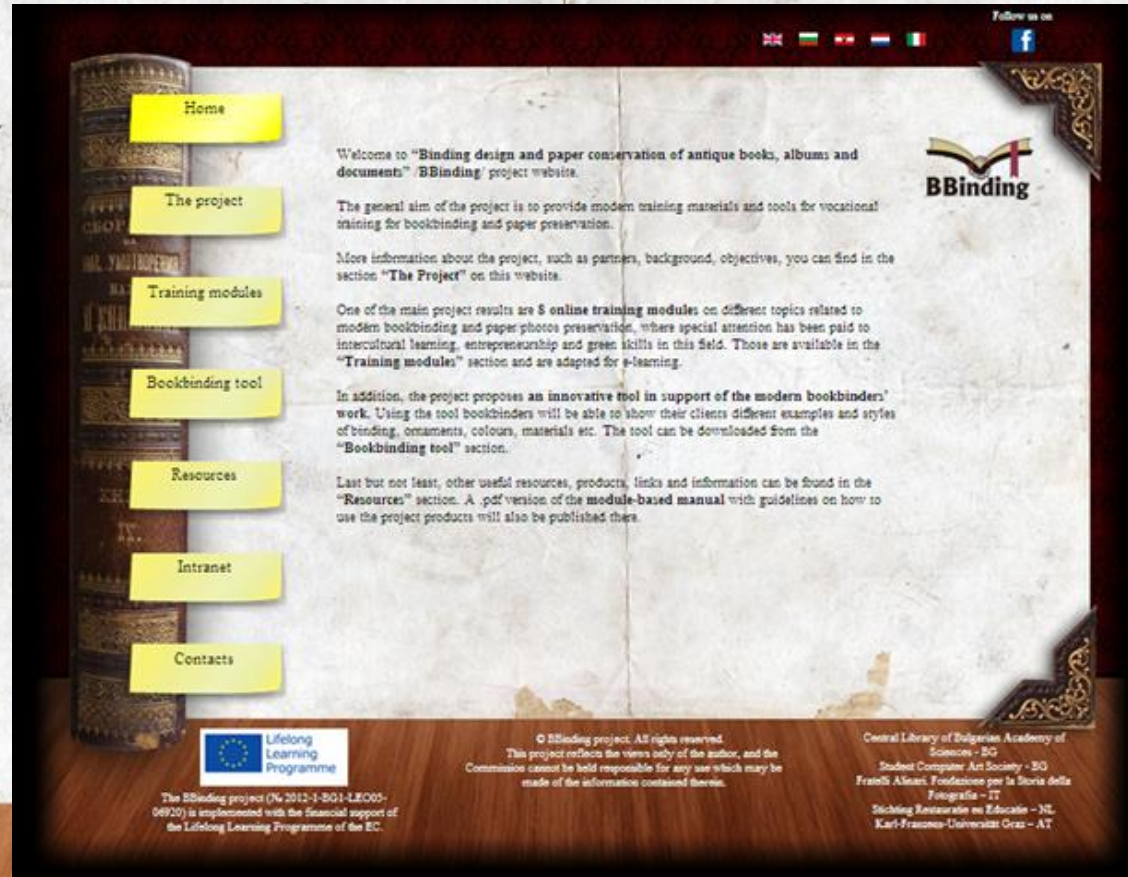 Follow us on
Home
The project
Training modules
Bookbinding tool
Resources
Intranet
Contacts
BBinding
Welcome to “Binding design and paper conservation of antique books, albums and
documents” /BBinding/ project website.
The general aim of the project is to provide modern training materials and tools for vocational
training for bookbinding and paper preservation.
More information about the project, such as partners, background, objectives, you can find in the
section “The Project” on this website.
One of the main project results are 8 online training modules on different topics related to
modern bookbinding and paper photos preservation, where special attention has been paid to
intercultural learning, entrepreneurship and green skills in this field. Those are available in the
“Training modules” section and are adapted for e-learning.
In addition, the project proposes an innovative tool in support of the modern bookbinders’
work. Using the tool bookbinders will be able to show their clients different examples and styles
of binding, ornaments, colours, materials etc. The tool can be downloaded from the
“Bookbinding tool” section.
Last but not least, other useful resources, products, links and information can be found in the
“Resources” section. A .pdf version of the module-based manual with guidelines on how to
use the project products will also be published there.
Lifelong
Learning
Programme
The BBinding project (№ 2012-1-BG1-LEO05-
06920) is implemented with the financial support of
the Lifelong Learning Programme of the EC.
© BBinding project. All rights reserved.
This project reflects the views only of the author, and the
Commission cannot be held responsible for any use which may be
made of the information contained therein.
Central Library of Bulgarian Academy of
Sciences - BG
Student Computer Art Society - BG
Fratelli Alinari. Fondazione per la Storia della
Fotografia – IT
Stichting Restauratie en Educatie – NL
Karl-Franzens-Universität Graz – AT